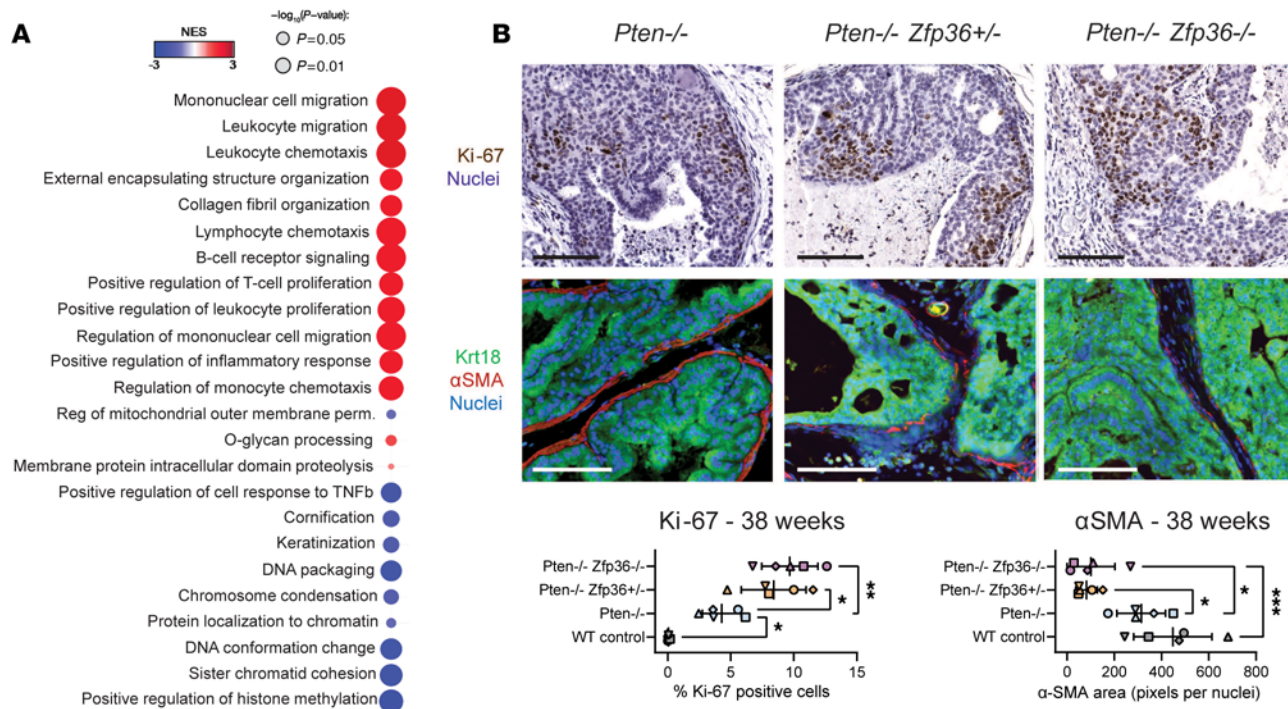 A
NES
-3
3
–log₁₀(P–value):
P=0.05
P=0.01
Mononuclear cell migration
Leukocyte migration
Leukocyte chemotaxis
External encapsulating structure organization
Collagen fibril organization
Lymphocyte chemotaxis
B-cell receptor signaling
Positive regulation of T-cell proliferation
Positive regulation of leukocyte proliferation
Regulation of mononuclear cell migration
Positive regulation of inflammatory response
Regulation of monocyte chemotaxis
Reg of mitochondrial outer membrane perm.
O-glycan processing
Membrane protein intracellular domain proteolysis
Positive regulation of cell response to TNFb
Cornification
Keratinization
DNA packaging
Chromosome condensation
Protein localization to chromatin
DNA conformation change
Sister chromatid cohesion
Positive regulation of histone methylation
B
Pten-/-
Pten-/- Zfp36+/-
Pten-/- Zfp36-/-
Ki-67
Nuclei
Krt18
αSMA
Nuclei
Ki-67 - 38 weeks
Pten-/- Zfp36-/-
Pten-/- Zfp36+/-
Pten-/-
WT control
*
*
**
0 5 10 15
% Ki-67 positive cells
αSMA - 38 weeks
Pten-/- Zfp36-/-
Pten-/- Zfp36+/-
Pten-/-
WT control
*
*
***
0 200 400 600 800
α-SMA area (pixels per nuclei)